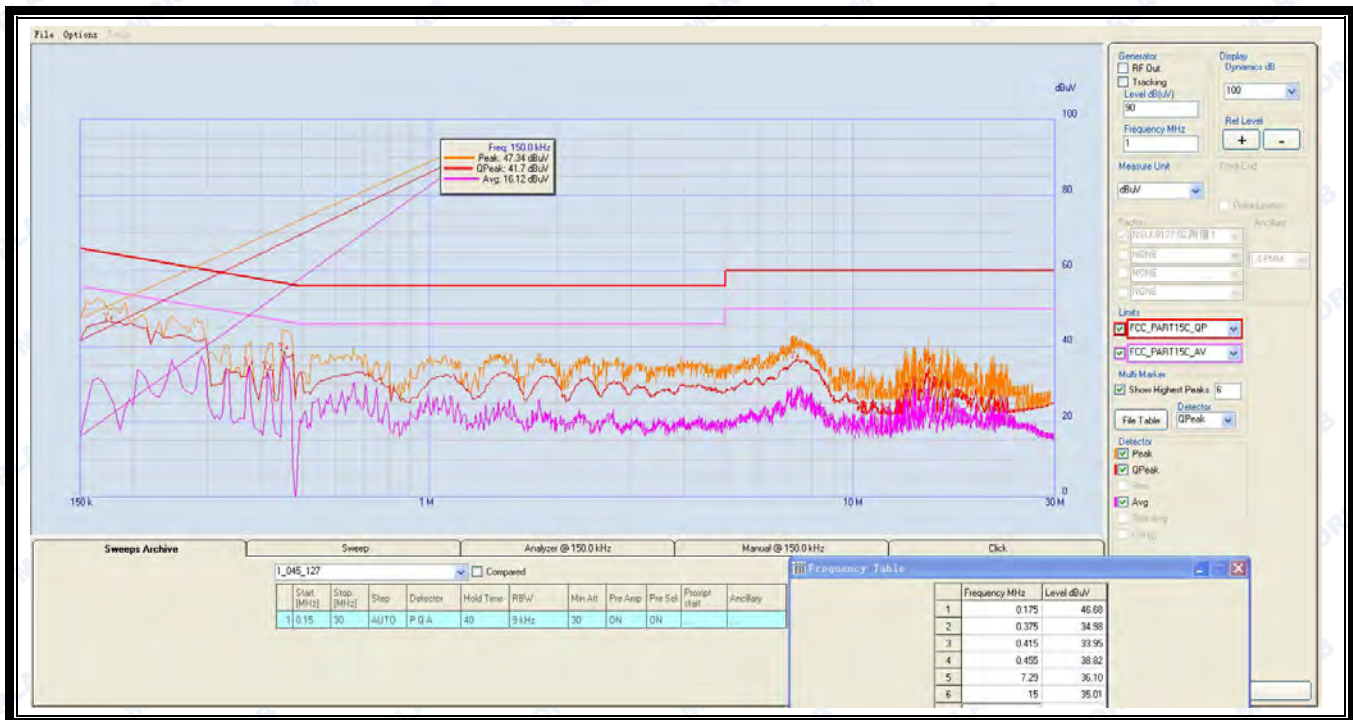 File Options
dBuV
100
80
60
40
20
0
150 k
1 M
10 M
30 M
Freq: 150.0 kHz
Peak: 47.34 dBuV
QPeak: 41.7 dBuV
Avg: 16.12 dBuV
Generator
RF Out
Tracking
Level dB(uV)
90
Frequency MHz
1
Display
Dynamics dB
100
Ref Level
+ -
Measure Unit
dBuV
NONE
NONE
NONE
Ancillary
Limits
FCC_PART15C_QP
FCC_PART15C_AV
Multi Marker
Show Highest Peaks 6
File Table
Detector
QPeak
Detector
Peak
QPeak
Avg
Sweeps Archive Sweep Analyzer @ 150.0 kHz Manual @ 150.0 kHz Click
1_045_127 Compared
Start [MHz] Stop [MHz] Step Detector Hold Time RBW Min Att Pre Amp Pre Sel Prompt start Ancillary
1 0.15 30 AUTO P Q A 40 9 kHz 30 ON ON
Frequency Table
Frequency MHz Level dBuV
1 0.175 46.68
2 0.375 34.98
3 0.415 33.95
4 0.455 38.82
5 7.29 36.10
6 15 35.01